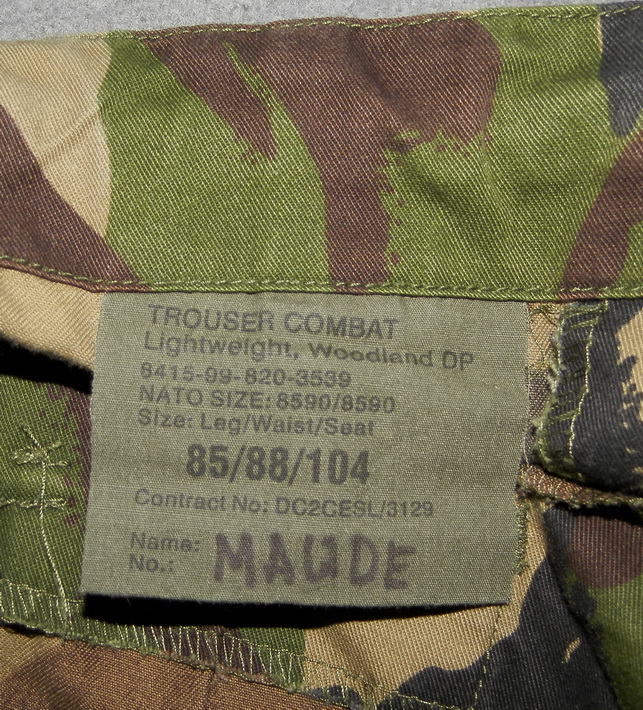 TROUSER COMBAT
Lightweight, Woodland DP
8415-99-820-3539
NATO SIZE: 8590/8590
Size: Leg/Waist/Seat
85/88/104
Contract No: DC2CESL/3129
Name:
No.: